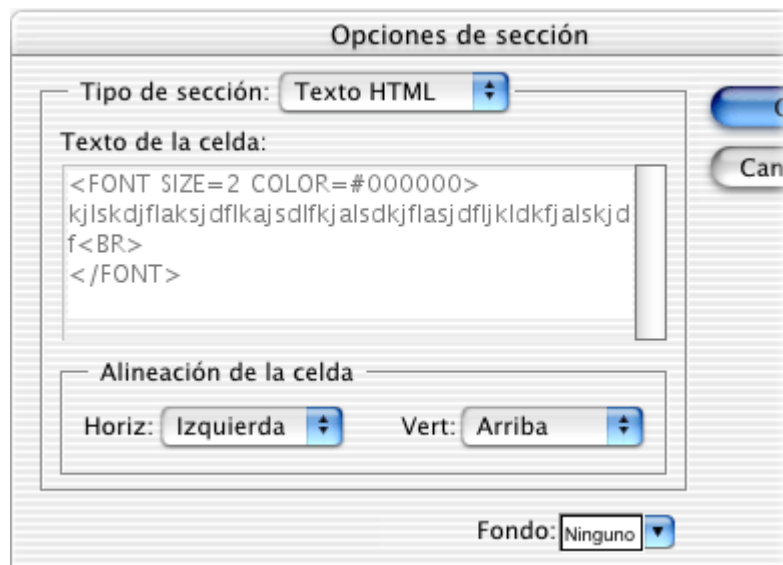 Opciones de sección
Tipo de sección: Texto HTML
Texto de la celda:
<FONT SIZE=2 COLOR=#000000>
kjlskdjflaksjdflkajsdlfkjalsdkjflasjdfljkldkfjalskjd
f<BR>
</FONT>
Alineación de la celda
Horiz: Izquierda Vert: Arriba
Fondo: Ninguno